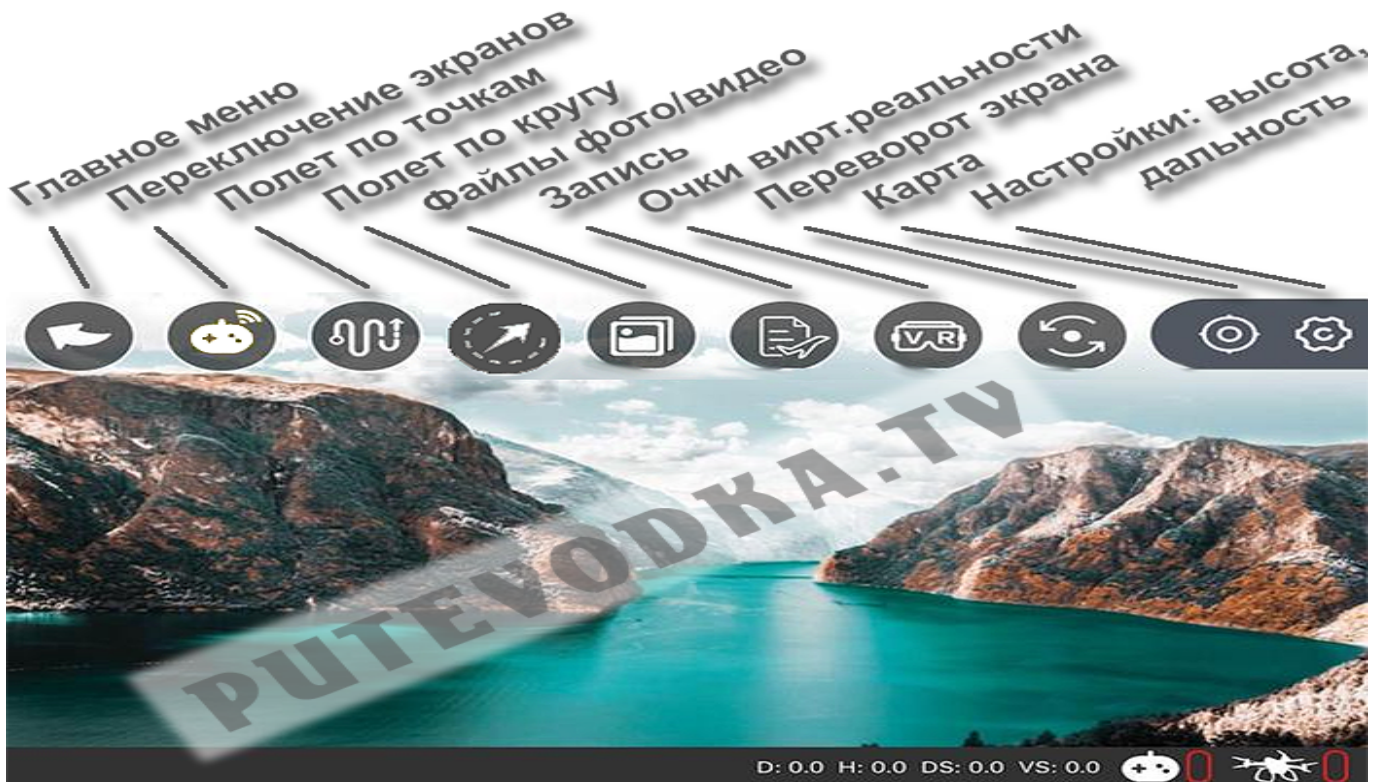 Главное меню
Переключение экранов
Полет по точкам
Полет по кругу
Файлы фото/видео
Запись
Очки вирт.реальности
Переворот экрана
Карта
Настройки: высота,
дальность
V R
C
PUTEVODKA.TV
D: 0.0 H: 0.0 DS: 0.0 VS: 0.0